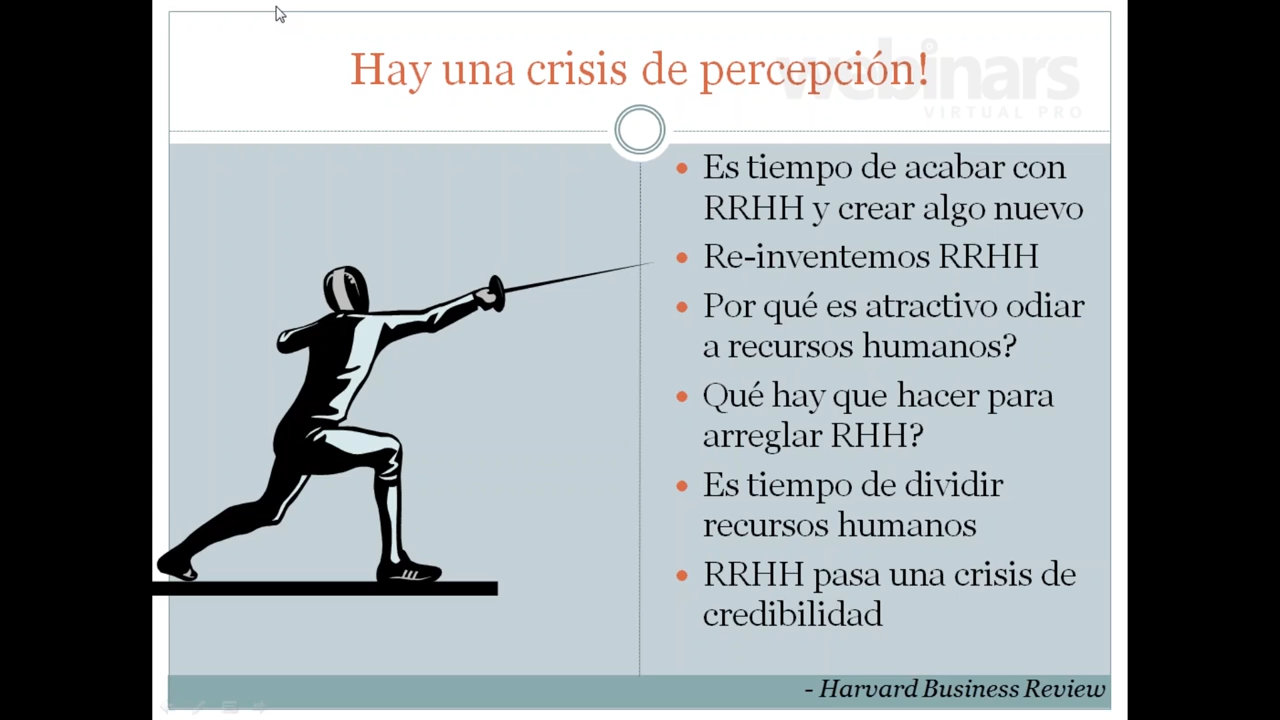 Hay una crisis de percepción!
webinars
VIRTUAL PRO
Es tiempo de acabar con
RRHH y crear algo nuevo
Re-inventemos RRHH
Por qué es atractivo odiar
a recursos humanos?
Qué hay que hacer para
arreglar RHH?
Es tiempo de dividir
recursos humanos
RRHH pasa una crisis de
credibilidad
- Harvard Business Review